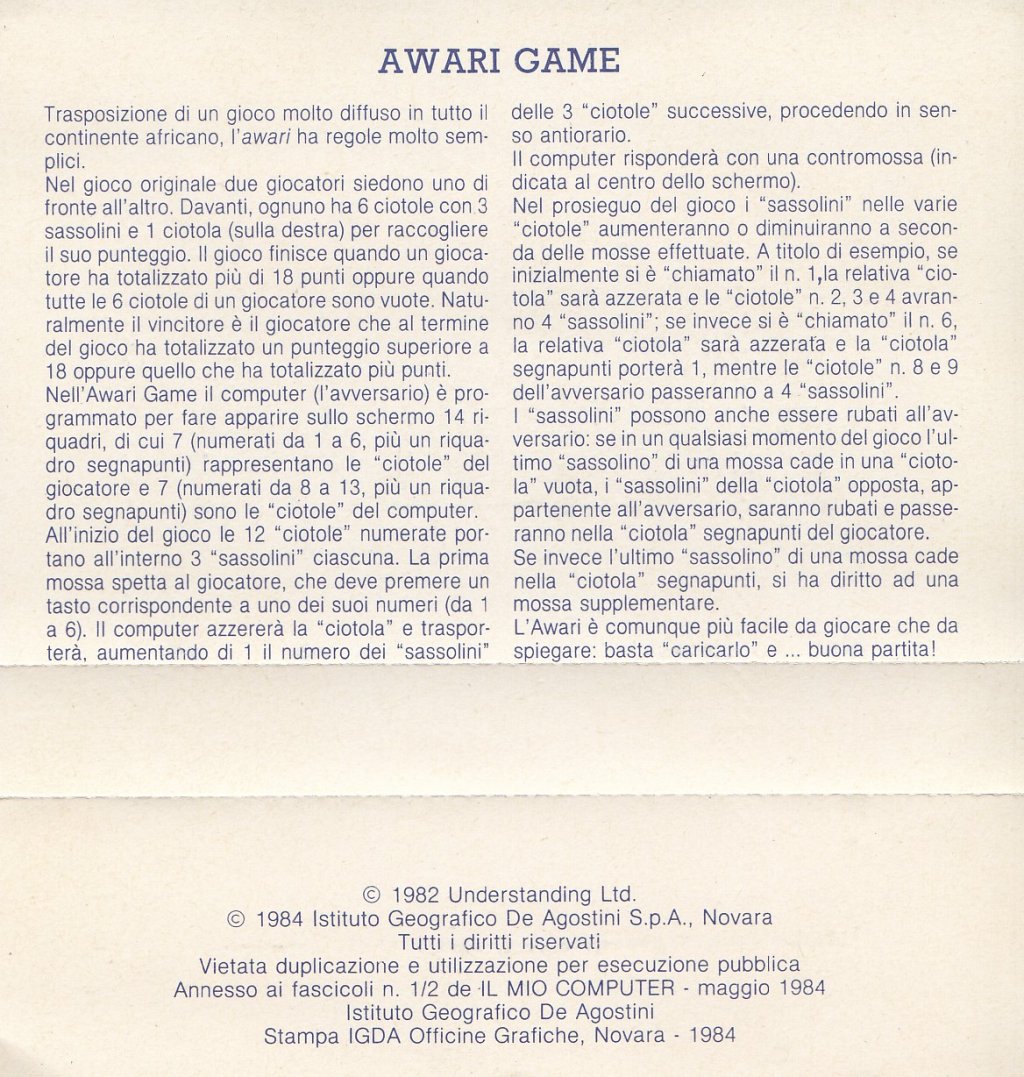 AWARI GAME
Trasposizione di un gioco molto diffuso in tutto il
continente africano, l'awari ha regole molto sem-
plici.
Nel gioco originale due giocatori siedono uno di
fronte all'altro. Davanti, ognuno ha 6 ciotole con 3
sassolini e 1 ciotola (sulla destra) per raccogliere
il suo punteggio. Il gioco finisce quando un gioca-
tore ha totalizzato più di 18 punti oppure quando
tutte le 6 ciotole di un giocatore sono vuote. Natu-
ralmente il vincitore è il giocatore che al termine
del gioco ha totalizzato un punteggio superiore a
18 oppure quello che ha totalizzato più punti.
Nell'Awari Game il computer (l'avversario) è pro-
grammato per fare apparire sullo schermo 14 ri-
quadri, di cui 7 (numerati da 1 a 6, più un riqua-
dro segnapunti) rappresentano le "ciotole" del
giocatore e 7 (numerati da 8 a 13, più un riqua-
dro segnapunti) sono le "ciotole" del computer.
All'inizio del gioco le 12 "ciotole" numerate por-
tano all'interno 3 "sassolini" ciascuna. La prima
mossa spetta al giocatore, che deve premere un
tasto corrispondente a uno dei suoi numeri (da 1
a 6). Il computer azzererà la "ciotola" e traspor-
terà, aumentando di 1 il numero dei "sassolini"
delle 3 "ciotole" successive, procedendo in sen-
so antiorario.
Il computer risponderà con una contromossa (in-
dicata al centro dello schermo).
Nel prosieguo del gioco i "sassolini" nelle varie
"ciotole" aumenteranno o diminuiranno a secon-
da delle mosse effettuate. A titolo di esempio, se
inizialmente si è "chiamato" il n. 1,la relativa "cio-
tola" sarà azzerata e le "ciotole" n. 2, 3 e 4 avran-
no 4 "sassolini"; se invece si è "chiamato" il n. 6,
la relativa "ciotola" sarà azzerata e la "ciotola"
segnapunti porterà 1, mentre le "ciotole" n. 8 e 9
dell'avversario passeranno a 4 "sassolini".
I "sassolini" possono anche essere rubati all'av-
versario: se in un qualsiasi momento del gioco l'ul-
timo "sassolino" di una mossa cade in una "cioto-
la" vuota, i "sassolini" della "ciotola" opposta, ap-
partenente all'avversario, saranno rubati e passe-
ranno nella "ciotola" segnapunti del giocatore.
Se invece l'ultimo "sassolino" di una mossa cade
nella "ciotola" segnapunti, si ha diritto ad una
mossa supplementare.
L'Awari è comunque più facile da giocare che da
spiegare: basta "caricarlo" e ... buona partita!
© 1982 Understanding Ltd.
© 1984 Istituto Geografico De Agostini S.p.A., Novara
Tutti i diritti riservati
Vietata duplicazione e utilizzazione per esecuzione pubblica
Annesso ai fascicoli n. 1/2 de IL MIO COMPUTER - maggio 1984
Istituto Geografico De Agostini
Stampa IGDA Officine Grafiche, Novara - 1984